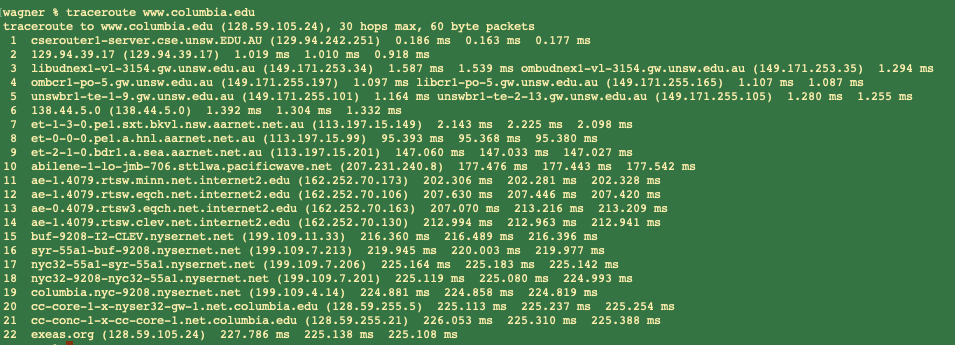 wagner % traceroute www.columbia.edu
traceroute to www.columbia.edu (128.59.105.24), 30 hops max, 60 byte packets
1 cserouter1-server.cse.unsw.EDU.AU (129.94.242.251) 0.186 ms 0.163 ms 0.177 ms
2 129.94.39.17 (129.94.39.17) 1.019 ms 1.010 ms 0.918 ms
3 libudnex1-vl-3154.gw.unsw.edu.au (149.171.253.34) 1.587 ms 1.539 ms ombudnex1-vl-3154.gw.unsw.edu.au (149.171.253.35) 1.294 ms
4 ombcr1-po-5.gw.unsw.edu.au (149.171.255.197) 1.097 ms libcr1-po-5.gw.unsw.edu.au (149.171.255.165) 1.107 ms 1.087 ms
5 unswbr1-te-1-9.gw.unsw.edu.au (149.171.255.101) 1.164 ms unswbr1-te-2-13.gw.unsw.edu.au (149.171.255.105) 1.280 ms 1.255 ms
6 138.44.5.0 (138.44.5.0) 1.392 ms 1.304 ms 1.332 ms
7 et-1-3-0.pe1.sxt.bkvl.nsw.aarnet.net.au (113.197.15.149) 2.143 ms 2.225 ms 2.098 ms
8 et-0-0-0.pe1.a.hnl.aarnet.net.au (113.197.15.99) 95.393 ms 95.368 ms 95.380 ms
9 et-2-1-0.bdr1.a.sea.aarnet.net.au (113.197.15.201) 147.060 ms 147.033 ms 147.027 ms
10 abilene-1-lo-jmb-706.sttlwa.pacificwave.net (207.231.240.8) 177.476 ms 177.443 ms 177.542 ms
11 ae-1.4079.rtsw.minn.net.internet2.edu (162.252.70.173) 202.306 ms 202.281 ms 202.328 ms
12 ae-1.4079.rtsw.eqch.net.internet2.edu (162.252.70.106) 207.630 ms 207.446 ms 207.420 ms
13 ae-0.4079.rtsw3.eqch.net.internet2.edu (162.252.70.163) 207.070 ms 213.216 ms 213.209 ms
14 ae-1.4079.rtsw.clev.net.internet2.edu (162.252.70.130) 212.994 ms 212.963 ms 212.941 ms
15 buf-9208-I2-CLEV.nysernet.net (199.109.11.33) 216.360 ms 216.489 ms 216.396 ms
16 syr-55a1-buf-9208.nysernet.net (199.109.7.213) 219.945 ms 220.003 ms 219.977 ms
17 nyc32-55a1-syr-55a1.nysernet.net (199.109.7.206) 225.164 ms 225.183 ms 225.142 ms
18 nyc32-9208-nyc32-55a1.nysernet.net (199.109.7.201) 225.119 ms 225.080 ms 224.993 ms
19 columbia.nyc-9208.nysernet.net (199.109.4.14) 224.881 ms 224.858 ms 224.819 ms
20 cc-core-1-x-nyser32-gw-1.net.columbia.edu (128.59.255.5) 225.113 ms 225.237 ms 225.254 ms
21 cc-conc-1-x-cc-core-1.net.columbia.edu (128.59.255.21) 226.053 ms 225.310 ms 225.388 ms
22 exeas.org (128.59.105.24) 227.786 ms 225.138 ms 225.108 ms